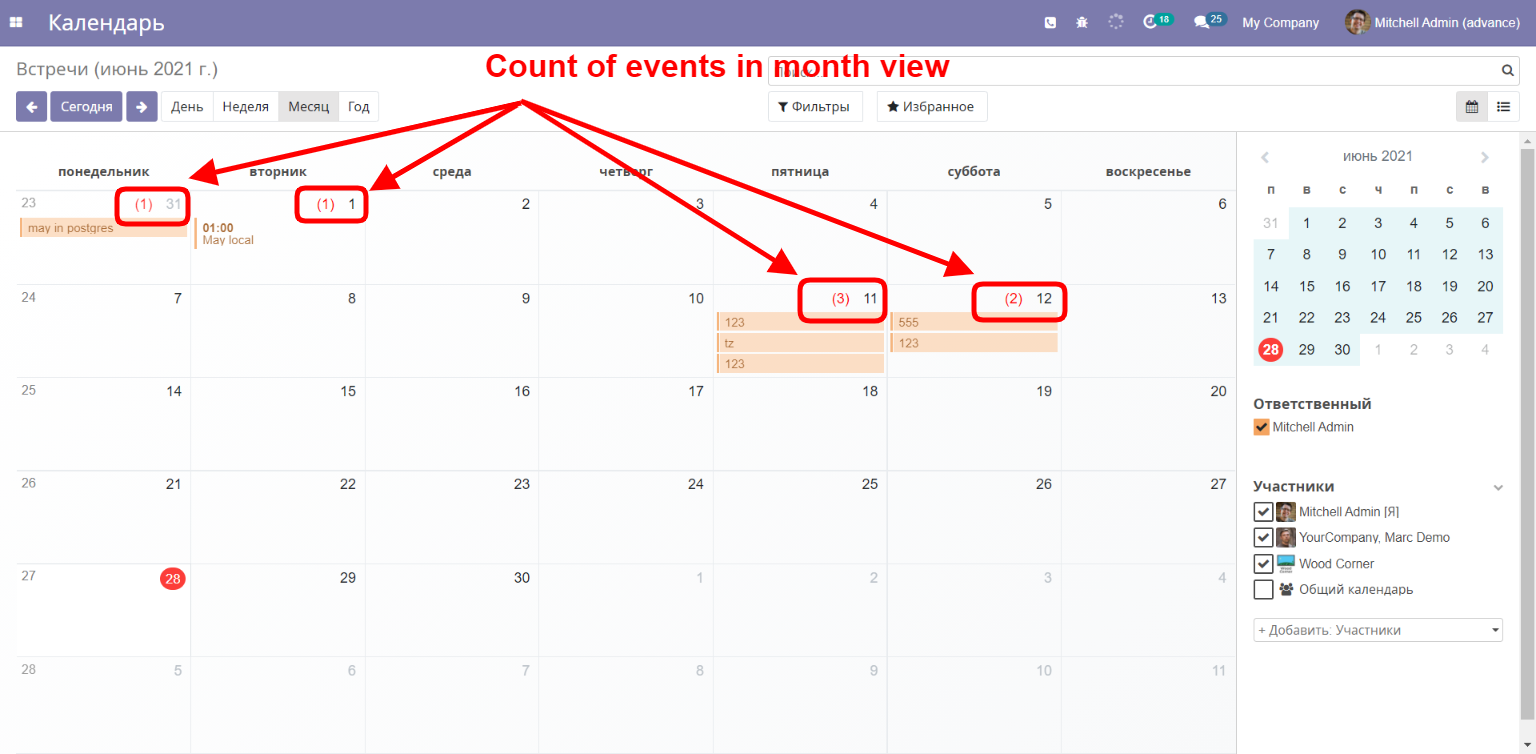 Календарь
18
25
My Company
Mitchell Admin (advance)
Встречи (июнь 2021 г.)
Count of events in month view
Сегодня
День
Неделя
Месяц
Год
Фильтры
Избранное
понедельник
вторник
среда
четверг
пятница
суббота
воскресенье
23
(1) 31
(1) 1
2
3
4
5
6
may in postgres
01:00
May local
24
7
8
9
10
(3) 11
(2) 12
13
123
tz
123
555
123
25
14
15
16
17
18
19
20
26
21
22
23
24
25
26
27
27
28
29
30
1
2
3
4
28
5
6
7
8
9
10
11
июнь 2021
п в с ч п с в
31 1 2 3 4 5 6
7 8 9 10 11 12 13
14 15 16 17 18 19 20
21 22 23 24 25 26 27
28 29 30 1 2 3 4
Ответственный
Mitchell Admin
Участники
Mitchell Admin [Я]
YourCompany, Marc Demo
Wood Corner
Общий календарь
+ Добавить: Участники